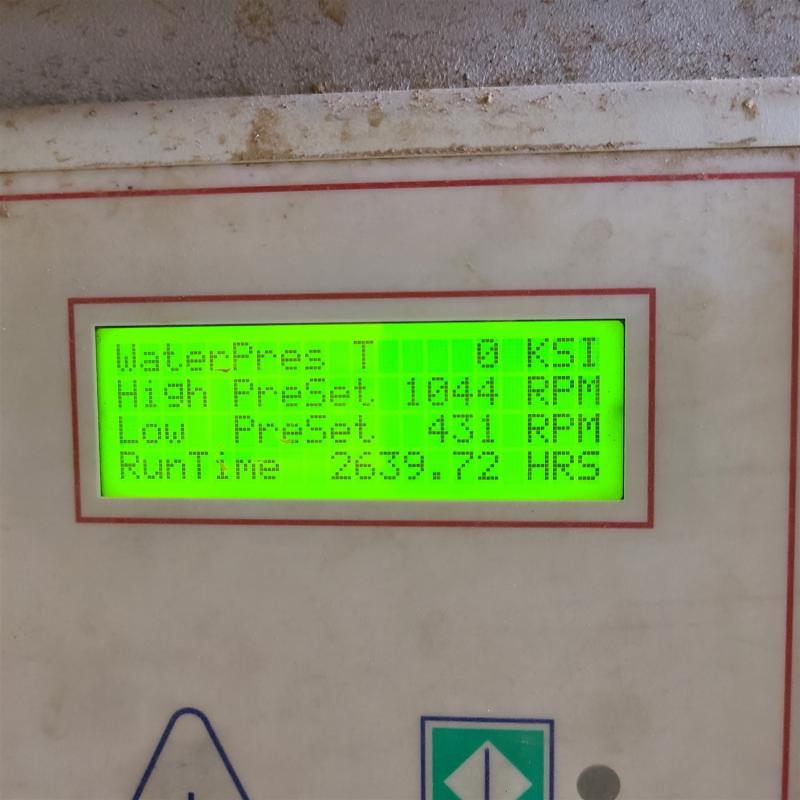 WaterPres T 0 KSI
High PreSet 1044 RPM
Low PreSet 431 RPM
RunTime 2639.72 HRS